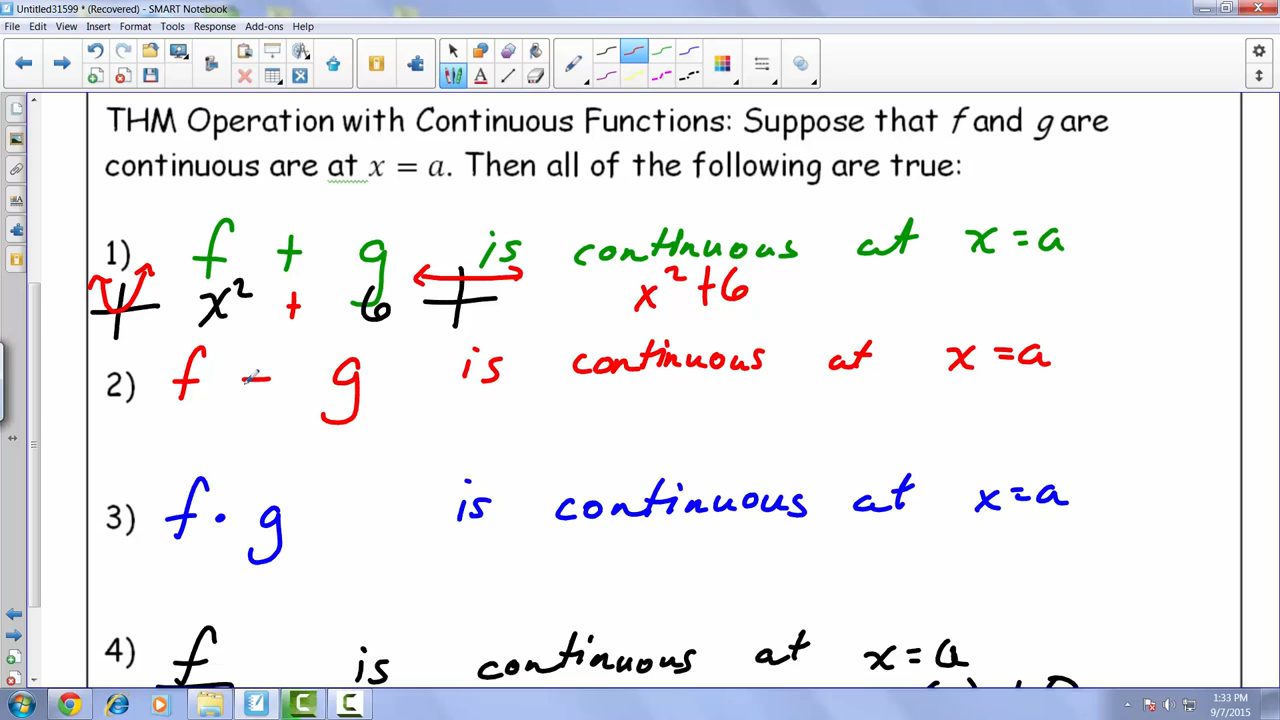 Untitled31599 * (Recovered) - SMART Notebook
File Edit View Insert Format Tools Response Add-ons Help
THM Operation with Continuous Functions: Suppose that f and g are
continuous are at x = a. Then all of the following are true:
1) f + g is continuous at x = a
x² + 6 x² + 6
2) f - g is continuous at x = a
3) f · g is continuous at x = a
4) f is continuous at x = a
1:33 PM
9/7/2015